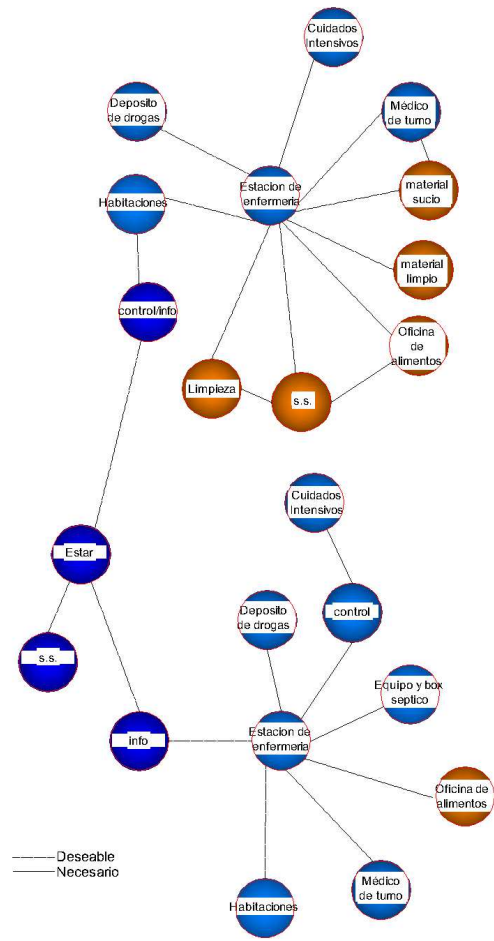 Cuidados
Intensivos
Deposito
de drogas
Médico
de turno
Estacion de
enfermeria
material
sucio
Habitaciones
material
limpio
control/info
Oficina
de
alimentos
Limpieza
s.s.
Cuidados
Intensivos
Estar
Deposito
de drogas
control
s.s.
Equipo y box
septico
info
Estacion de
enfermeria
Oficina de
alimentos
Deseable
Necesario
Médico
de turno
Habitaciones